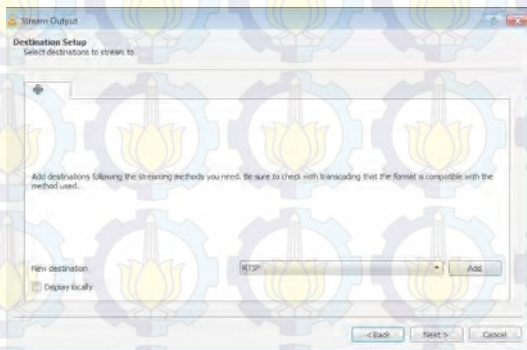 Stream Output
Destination Setup
Select destinations to stream to
Add destinations following the streaming methods you need. Be sure to check with transcoding that the format is compatible with the
method used.
New destination
RTSP
Add
Display locally
< Back
Next >
Cancel